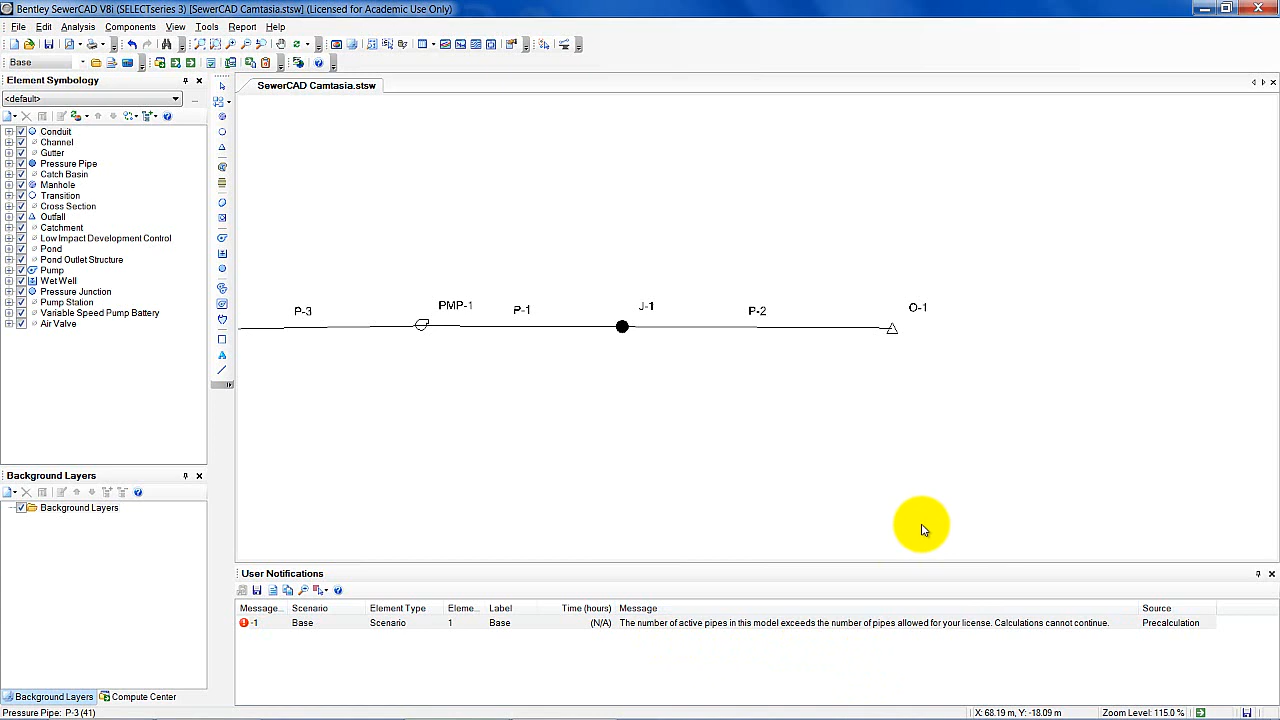 Bentley SewerCAD V8i (SELECTseries 3) [SewerCAD Camtasia.stsw] (Licensed for Academic Use Only)
File Edit Analysis Components View Tools Report Help
Base
Element Symbology
SewerCAD Camtasia.stsw
<default>
Conduit
Channel
Gutter
Pressure Pipe
Catch Basin
Manhole
Transition
Cross Section
Outfall
Catchment
Low Impact Development Control
Pond
Pond Outlet Structure
Pump
Wet Well
Pressure Junction
Pump Station
Variable Speed Pump Battery
Air Valve
P-3
PMP-1
P-1
J-1
P-2
O-1
Background Layers
Background Layers
User Notifications
Message... Scenario Element Type Eleme... Label Time (hours) Message Source
-1 Base Scenario 1 Base (N/A) The number of active pipes in this model exceeds the number of pipes allowed for your license. Calculations cannot continue. Precalculation
Background Layers Compute Center
Pressure Pipe: P-3 (41) X: 68.19 m, Y: -18.09 m Zoom Level: 115.0 %